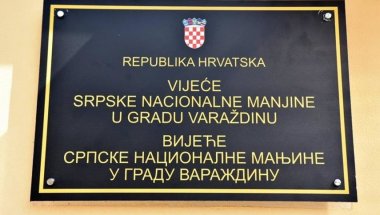 REPUBLIKA HRVATSKA
VIJEĆE
SRPSKE NACIONALNE MANJINE
U GRADU VARAŽDINU
ВИЈЕЋЕ
СРПСКЕ НАЦИОНАЛНЕ МАЊИНЕ
У ГРАДУ ВАРАЖДИНУ